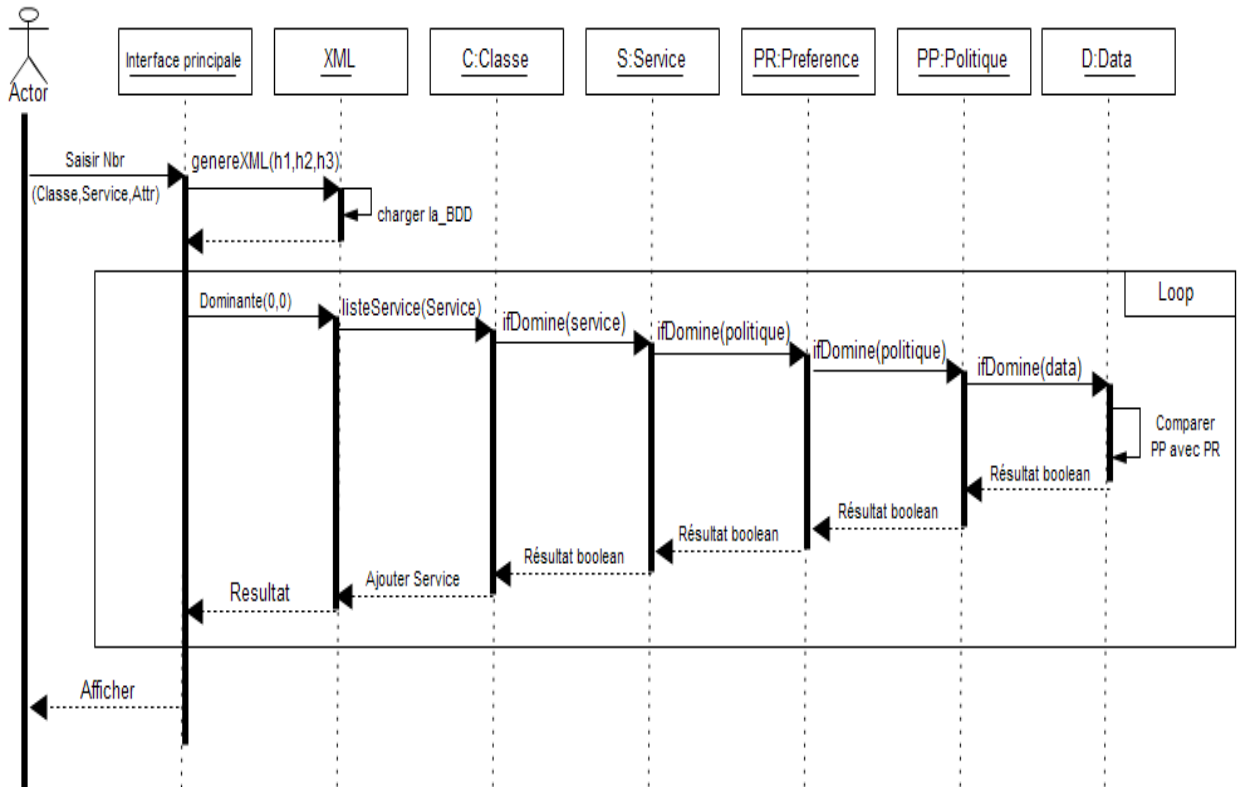 Actor
Interface principale
XML
C:Classe
S:Service
PR:Preference
PP:Politique
D:Data
Saisir Nbr
(Classe,Service,Attr)
genereXML(h1,h2,h3)
charger la_BDD
Loop
Dominante(0,0)
listeService(Service)
ifDomine(service)
ifDomine(politique)
ifDomine(politique)
ifDomine(data)
Comparer
PP avec PR
Résultat boolean
Résultat boolean
Résultat boolean
Résultat boolean
Ajouter Service
Resultat
Afficher